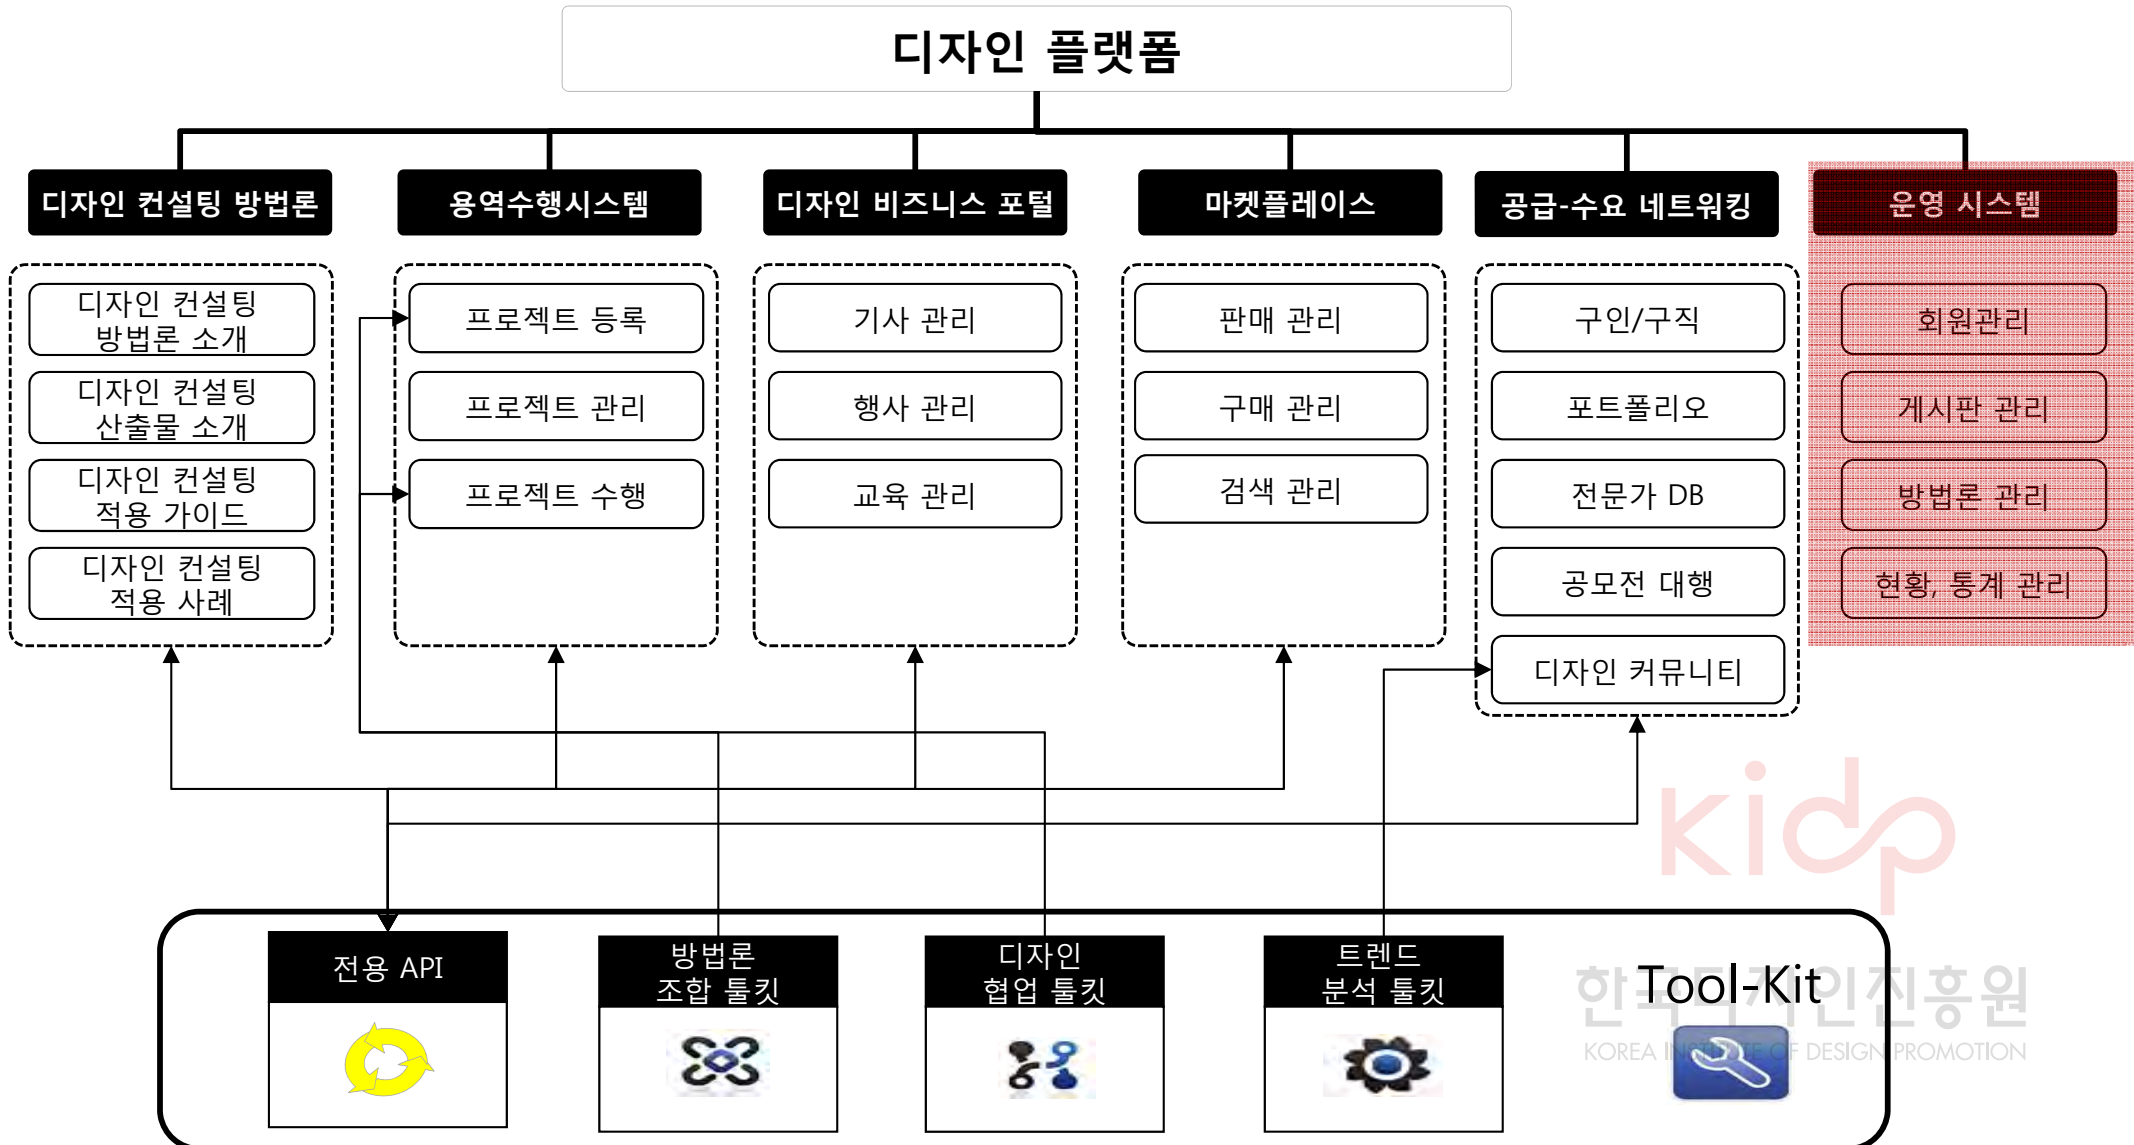 디자인 플랫폼
디자인 컨설팅 방법론
용역수행시스템
디자인 비즈니스 포털
마켓플레이스
공급-수요 네트워킹
운영 시스템
디자인 컨설팅
방법론 소개
디자인 컨설팅
산출물 소개
디자인 컨설팅
적용 가이드
디자인 컨설팅
적용 사례
프로젝트 등록
프로젝트 관리
프로젝트 수행
기사 관리
행사 관리
교육 관리
판매 관리
구매 관리
검색 관리
구인/구직
포트폴리오
전문가 DB
공모전 대행
디자인 커뮤니티
회원관리
게시판 관리
방법론 관리
현황, 통계 관리
kidp
전용 API
방법론
조합 툴킷
디자인
협업 툴킷
트렌드
분석 툴킷
Tool-Kit
한국디자인진흥원
KOREA INSTITUTE OF DESIGN PROMOTION